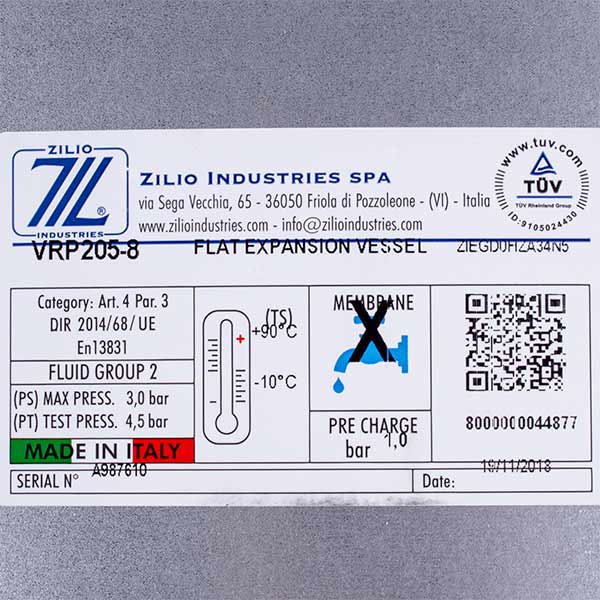 ZILIO
ZIL
®
INDUSTRIES
ZILIO INDUSTRIES SPA
via Sega Vecchia, 65 - 36050 Friola di Pozzoleone - (VI) - Italia
www.zilioindustries.com - info@zilioindustries.com
www.tuv.com
TÜV
TÜV Rheinland Group
ID:9105024430
VRP205-8 FLAT EXPANSION VESSEL ZIEGD0FIZA34N5
Category: Art. 4 Par. 3
DIR 2014/68/UE
En13831
FLUID GROUP 2
(PS) MAX PRESS. 3,0 bar
(PT) TEST PRESS. 4,5 bar
MADE IN ITALY
(TS)
+ +90°C
-10°C
MEMBRANE
X
PRE CHARGE
bar 1,0
8000000044877
SERIAL N° A987610
Date: 19/11/2018